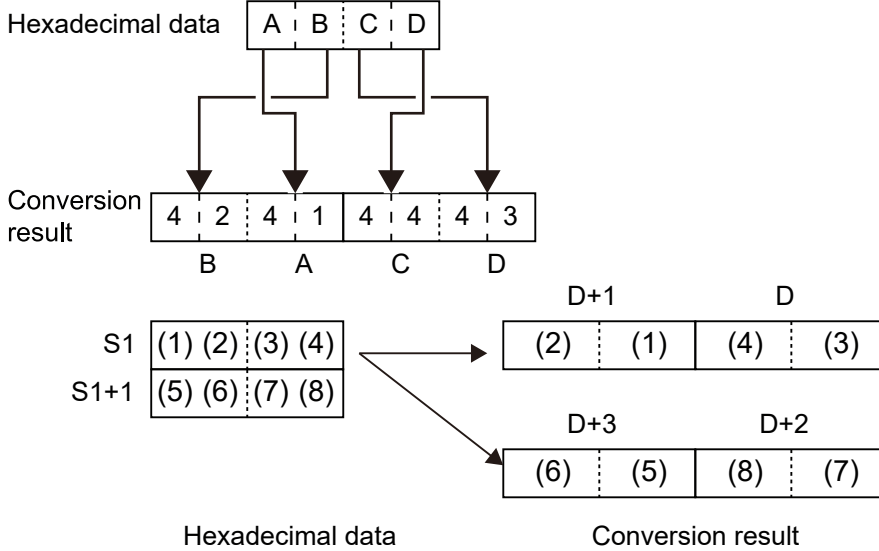 Hexadecimal data A B C D
Conversion
result
4 2 4 1 4 4 4 3
B A C D
D+1 D
S1 (1) (2) (3) (4) (2) (1) (4) (3)
S1+1 (5) (6) (7) (8)
D+3 D+2
(6) (5) (8) (7)
Hexadecimal data Conversion result